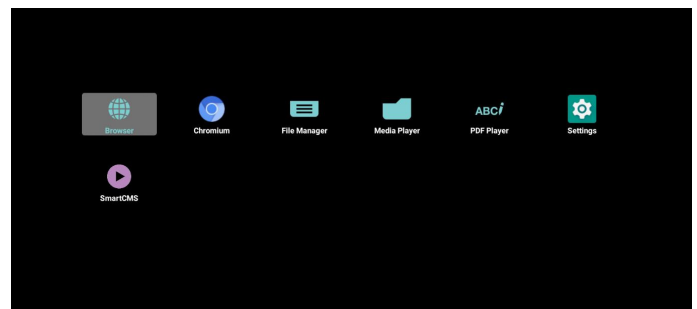 Browser
Chromium
File Manager
Media Player
ABCi
PDF Player
Settings
SmartCMS